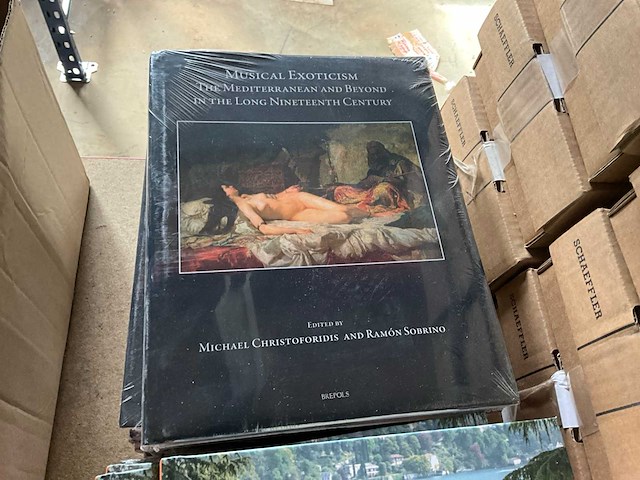 MUSICAL EXOTICISM
THE MEDITERRANEAN AND BEYOND
IN THE LONG NINETEENTH CENTURY
EDITED BY
MICHAEL CHRISTOFORIDIS AND RAMÓN SOBRINO
BREPOLS
SCHAEFFLER
SCHAEFFLER
SCHAEFFLER
SCHAEFFLER